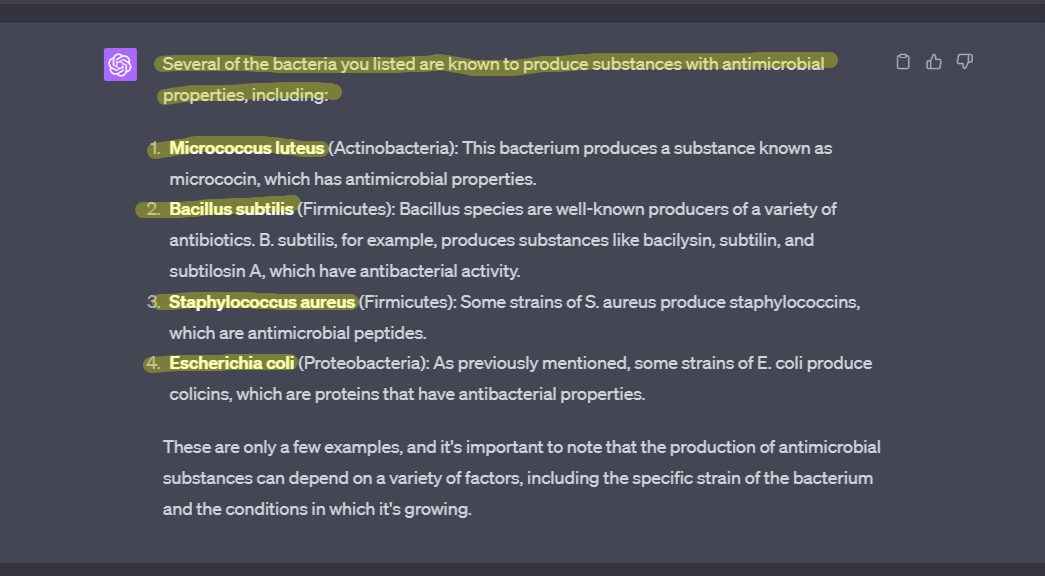 Several of the bacteria you listed are known to produce substances with antimicrobial
properties, including:
1. Micrococcus luteus (Actinobacteria): This bacterium produces a substance known as
micrococin, which has antimicrobial properties.
2. Bacillus subtilis (Firmicutes): Bacillus species are well-known producers of a variety of
antibiotics. B. subtilis, for example, produces substances like bacilysin, subtilin, and
subtilosin A, which have antibacterial activity.
3. Staphylococcus aureus (Firmicutes): Some strains of S. aureus produce staphylococcins,
which are antimicrobial peptides.
4. Escherichia coli (Proteobacteria): As previously mentioned, some strains of E. coli produce
colicins, which are proteins that have antibacterial properties.
These are only a few examples, and it's important to note that the production of antimicrobial
substances can depend on a variety of factors, including the specific strain of the bacterium
and the conditions in which it's growing.